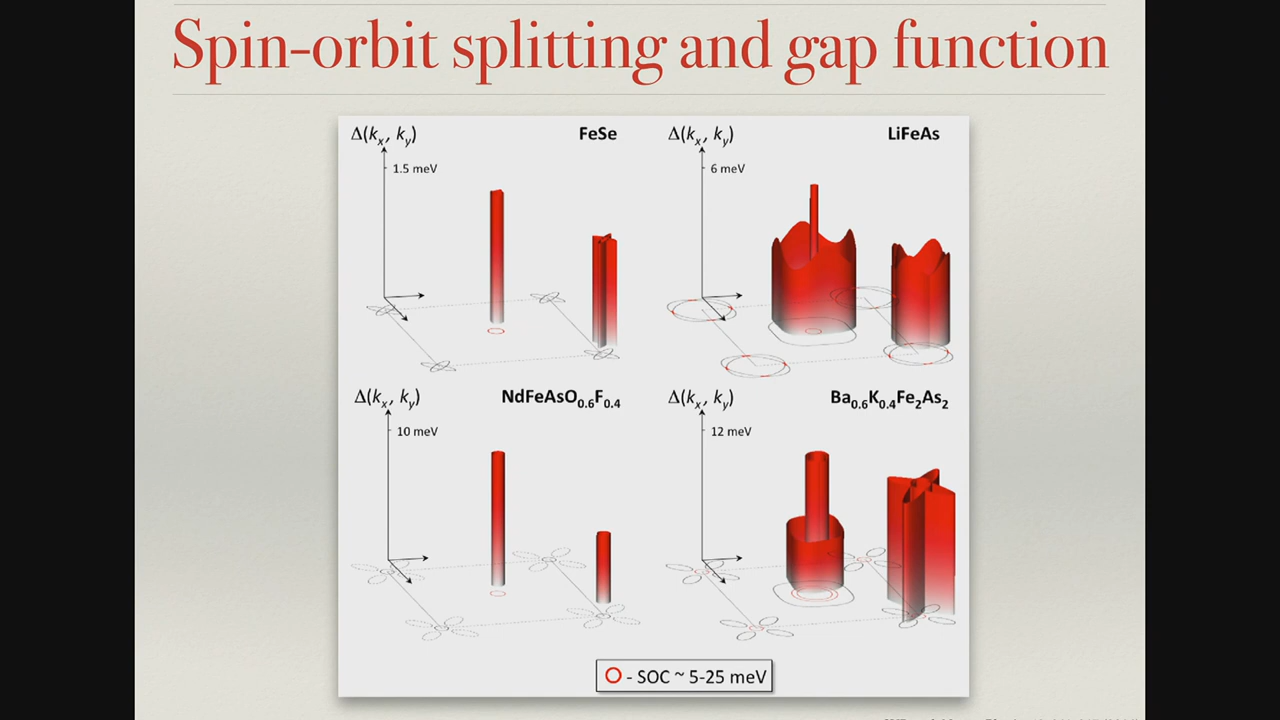 Spin-orbit splitting and gap function
Δ(kx, ky)
FeSe
1.5 meV
Δ(kx, ky)
LiFeAs
6 meV
Δ(kx, ky)
NdFeAsO0.6F0.4
10 meV
Δ(kx, ky)
Ba0.6K0.4Fe2As2
12 meV
- SOC ~ 5-25 meV